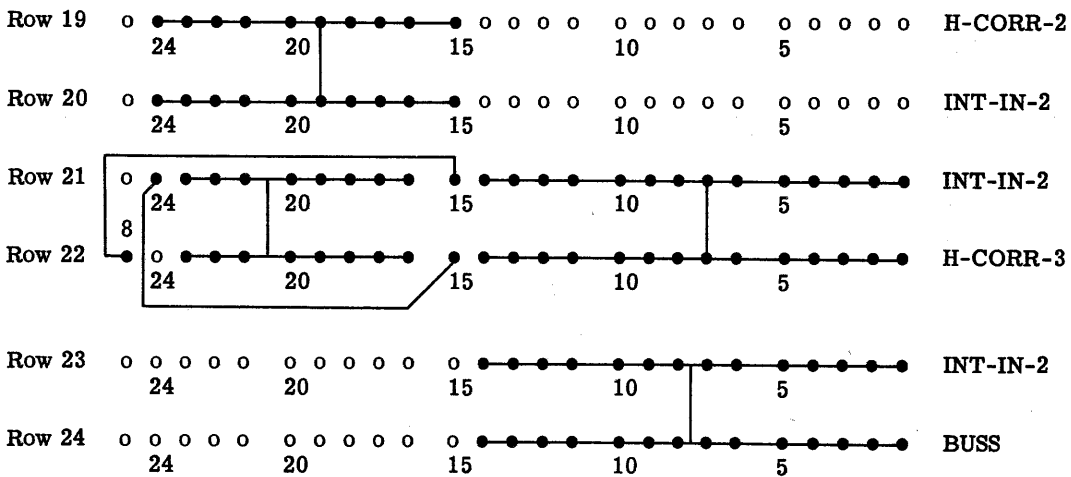 Row 19 H-CORR-2
24 20 15 10 5
Row 20 INT-IN-2
24 20 15 10 5
Row 21 INT-IN-2
24 20 15 10 5
8
Row 22 H-CORR-3
24 20 15 10 5
Row 23 INT-IN-2
24 20 15 10 5
Row 24 BUSS
24 20 15 10 5